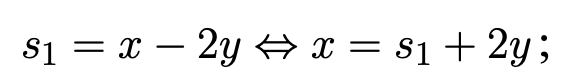 s₁ = x − 2y ⇔ x = s₁ + 2y;